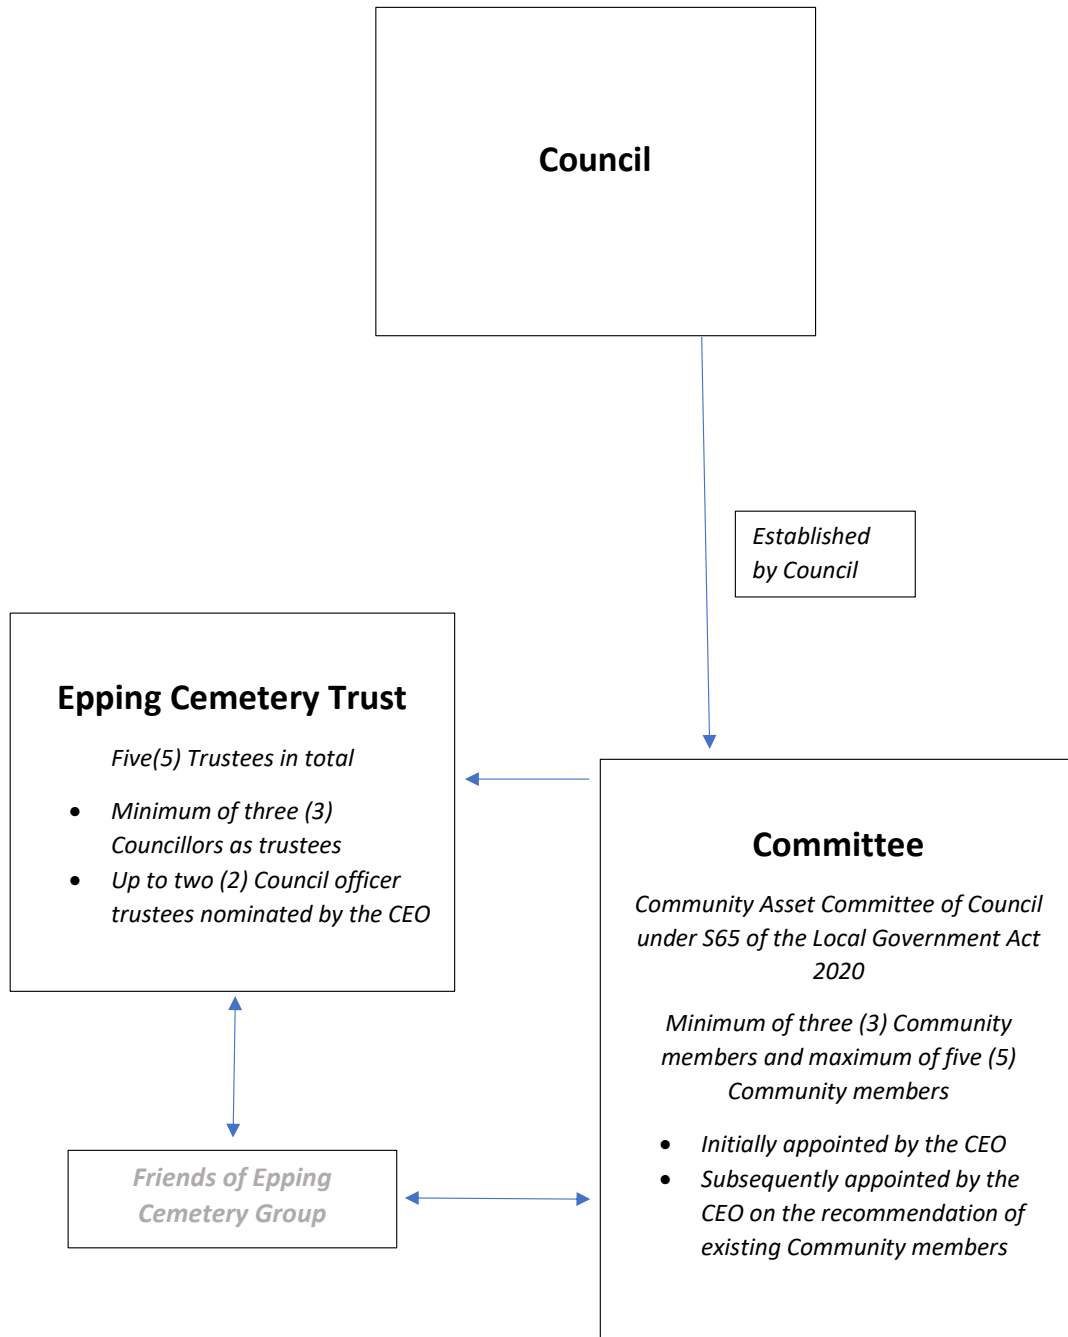 Council
Established
by Council
Epping Cemetery Trust
Five(5) Trustees in total
• Minimum of three (3)
Councillors as trustees
• Up to two (2) Council officer
trustees nominated by the CEO
Committee
Community Asset Committee of Council
under S65 of the Local Government Act
2020
Minimum of three (3) Community
members and maximum of five (5)
Community members
• Initially appointed by the CEO
• Subsequently appointed by the
CEO on the recommendation of
existing Community members
Friends of Epping
Cemetery Group